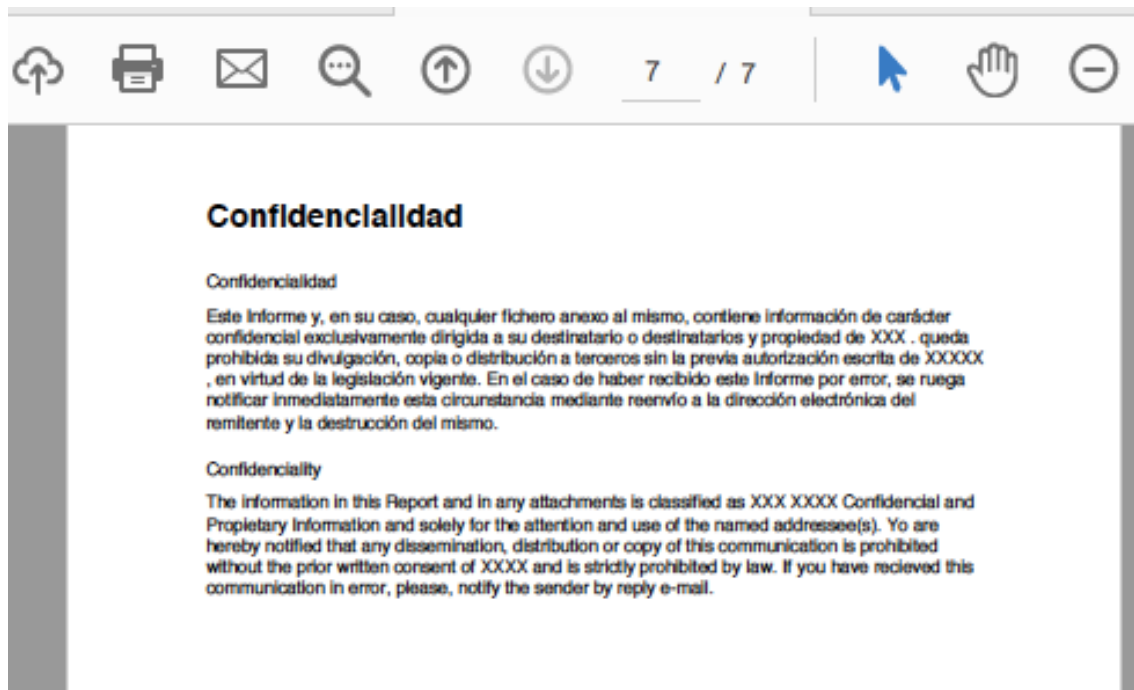 7 / 7
Confidencialidad
Confidencialidad
Este Informe y, en su caso, cualquier fichero anexo al mismo, contiene información de carácter
confidencial exclusivamente dirigida a su destinatario o destinatarios y propiedad de XXX . queda
prohibida su divulgación, copia o distribución a terceros sin la previa autorización escrita de XXXXX
, en virtud de la legislación vigente. En el caso de haber recibido este Informe por error, se ruega
notificar inmediatamente esta circunstancia mediante reenvío a la dirección electrónica del
remitente y la destrucción del mismo.
Confidenciality
The information in this Report and in any attachments is classified as XXX XXXX Confidencial and
Propietary Information and solely for the attention and use of the named addressee(s). Yo are
hereby notified that any dissemination, distribution or copy of this communication is prohibited
without the prior written consent of XXXX and is strictly prohibited by law. If you have recieved this
communication in error, please, notify the sender by reply e-mail.